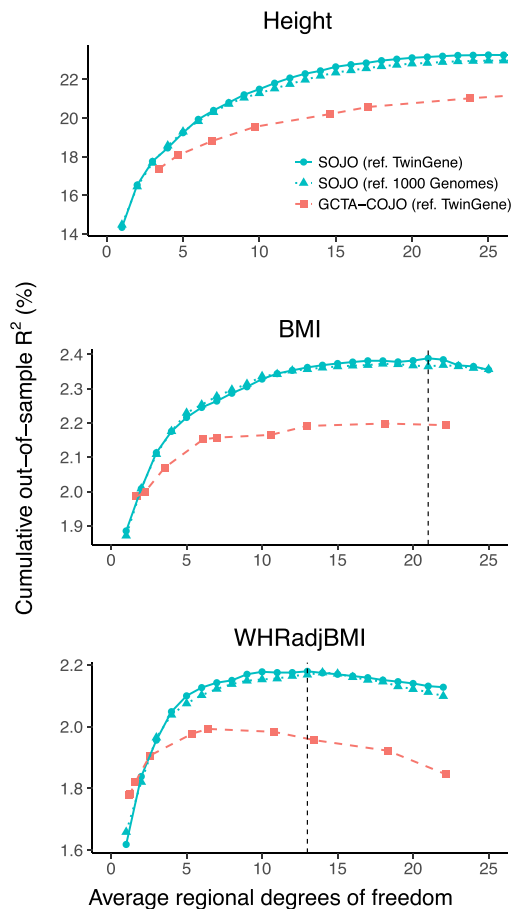 Height
22
20
18
16
14
SOJO (ref. TwinGene)
SOJO (ref. 1000 Genomes)
GCTA−COJO (ref. TwinGene)
0 5 10 15 20 25
Cumulative out−of−sample R² (%)
BMI
2.4
2.3
2.2
2.1
2.0
1.9
0 5 10 15 20 25
WHRadjBMI
2.2
2.0
1.8
1.6
0 5 10 15 20 25
Average regional degrees of freedom